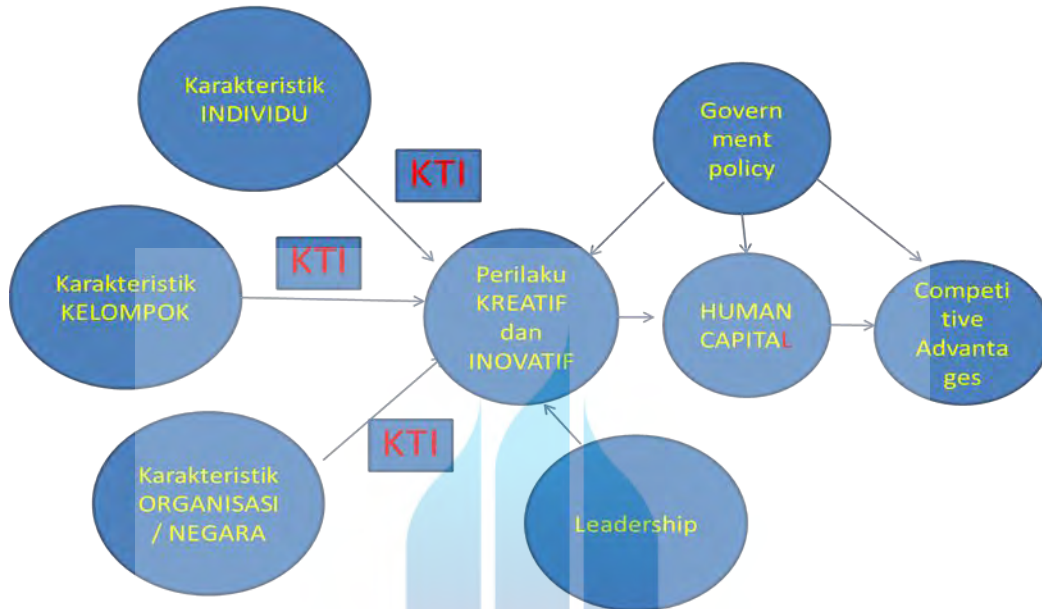 Karakteristik
INDIVIDU
KTI
Govern
ment
policy
KTI
Karakteristik
KELOMPOK
Perilaku
KREATIF
dan
INOVATIF
HUMAN
CAPITAL
Competi
tive
Advanta
ges
KTI
Karakteristik
ORGANISASI
/ NEGARA
Leadership